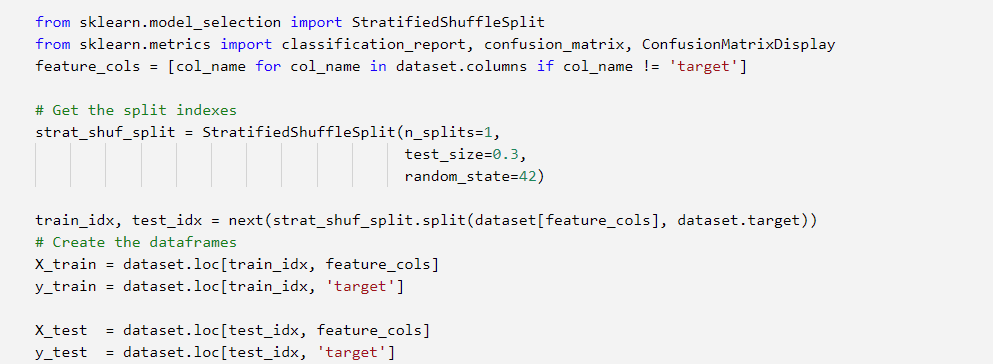 from sklearn.model_selection import StratifiedShuffleSplit
from sklearn.metrics import classification_report, confusion_matrix, ConfusionMatrixDisplay
feature_cols = [col_name for col_name in dataset.columns if col_name != 'target']
# Get the split indexes
strat_shuf_split = StratifiedShuffleSplit(n_splits=1,
test_size=0.3,
random_state=42)
train_idx, test_idx = next(strat_shuf_split.split(dataset[feature_cols], dataset.target))
# Create the dataframes
X_train = dataset.loc[train_idx, feature_cols]
y_train = dataset.loc[train_idx, 'target']
X_test  = dataset.loc[test_idx, feature_cols]
y_test  = dataset.loc[test_idx, 'target']